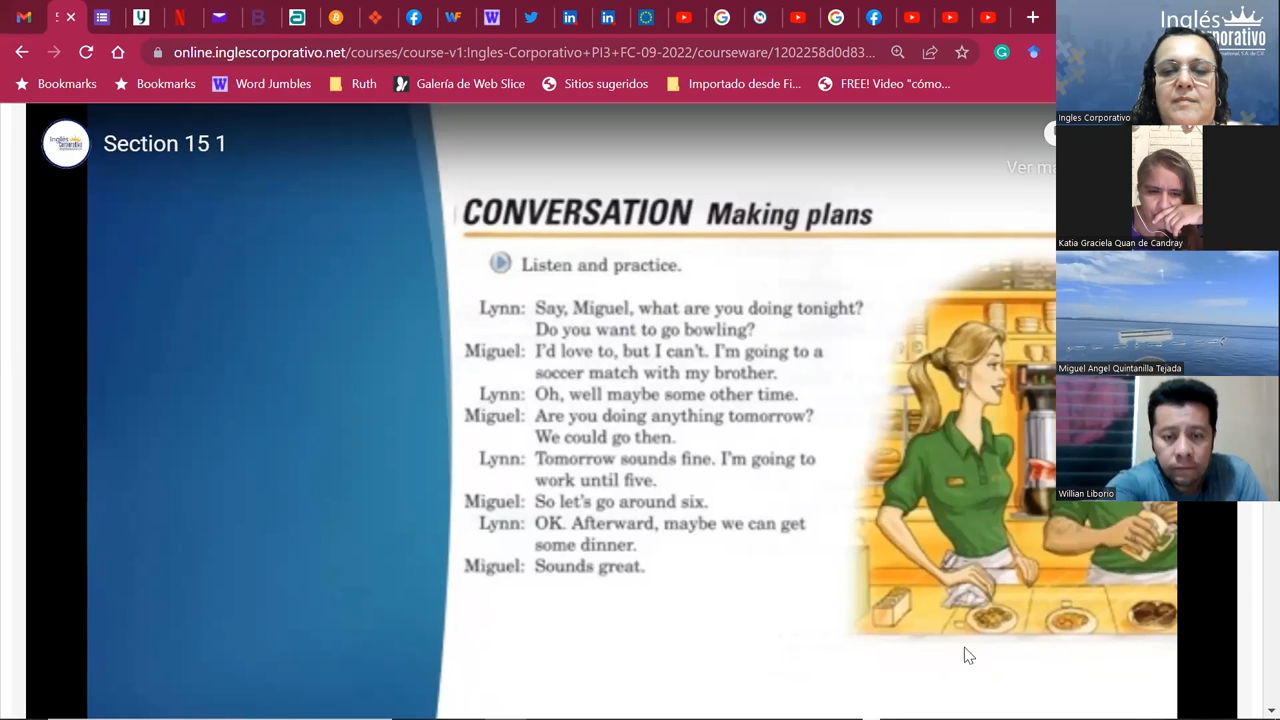 online.inglescorporativo.net/courses/course-v1:Ingles-Corporativo+PI3+FC-09-2022/courseware/1202258d0d83...
Bookmarks
Bookmarks
Word Jumbles
Ruth
Galería de Web Slice
Sitios sugeridos
Importado desde Fi...
FREE! Video "cómo...
Section 15 1
Ver m
CONVERSATION Making plans
Listen and practice.
Lynn: Say, Miguel, what are you doing tonight?
Do you want to go bowling?
Miguel: I'd love to, but I can't. I'm going to a
soccer match with my brother.
Lynn: Oh, well maybe some other time.
Miguel: Are you doing anything tomorrow?
We could go then.
Lynn: Tomorrow sounds fine. I'm going to
work until five.
Miguel: So let's go around six.
Lynn: OK. Afterward, maybe we can get
some dinner.
Miguel: Sounds great.
Inglés
Ingles Corporativo
Katia Graciela Quan de Candray
Miguel Angel Quintanilla Tejada
Willian Liborio